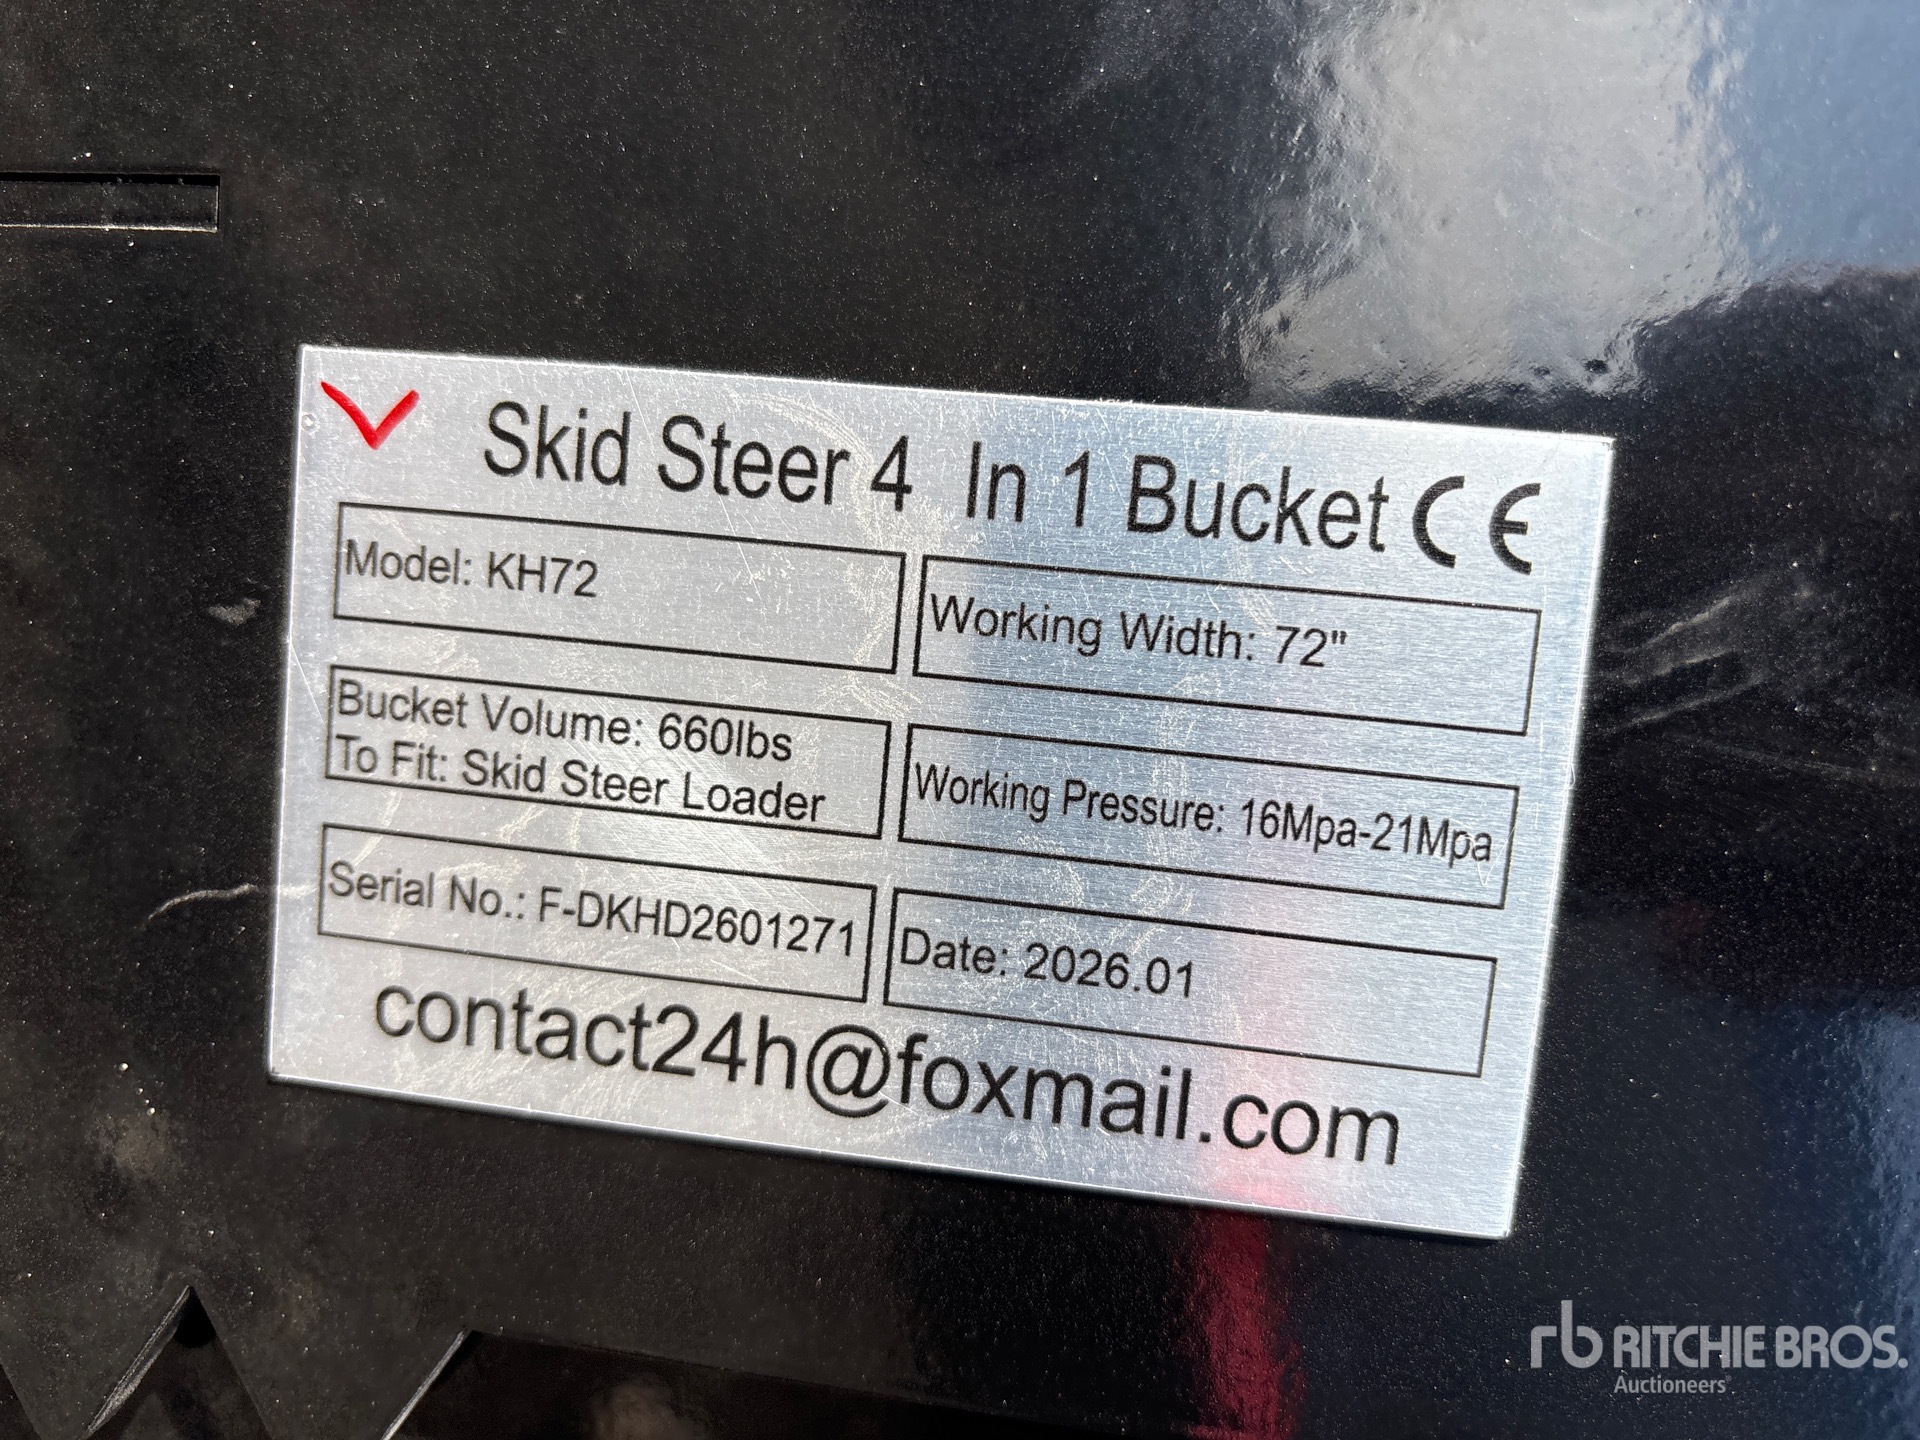 Skid Steer 4 In 1 Bucket CE
Model: KH72
Working Width: 72"
Bucket Volume: 660lbs
To Fit: Skid Steer Loader
Working Pressure: 16Mpa-21Mpa
Serial No.: F-DKHD2601271
Date: 2026.01
contact24h@foxmail.com
rb RITCHIE BROS.
Auctioneers